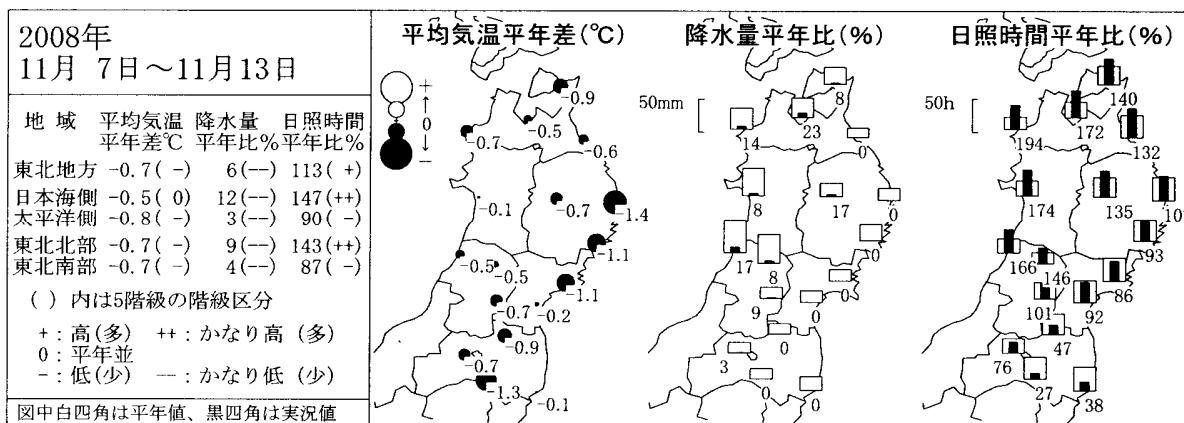 2008年
11月 7日～11月13日
地 域 平均気温 降水量 日照時間
平年差℃ 平年比% 平年比%
東北地方 -0.7( -) 6(--) 113( +)
日本海側 -0.5( 0) 12(--) 147(++)
太平洋側 -0.8( -) 3(--) 90( -)
東北北部 -0.7( -) 9(--) 143(++)
東北南部 -0.7( -) 4(--) 87( -)
( ) 内は5階級の階級区分
+ : 高(多) ++ : かなり高 (多)
0 : 平年並
- : 低(少) -- : かなり低 (少)
図中白四角は平年値、黒四角は実況値
平均気温平年差(℃)
+
↑
0
↓
-
-0.9
-0.5
-0.7
-0.6
-0.1
-0.7
-1.4
-1.1
-0.5
-0.5
-1.1
-0.7
-0.2
-0.9
-0.7
-1.3
-0.1
降水量平年比(%)
50mm
8
23
14
0
8
17
0
0
17
8
0
9
0
0
3
0
0
日照時間平年比(%)
50h
140
172
194
132
174
135
93
166
146
86
101
92
47
76
27
38